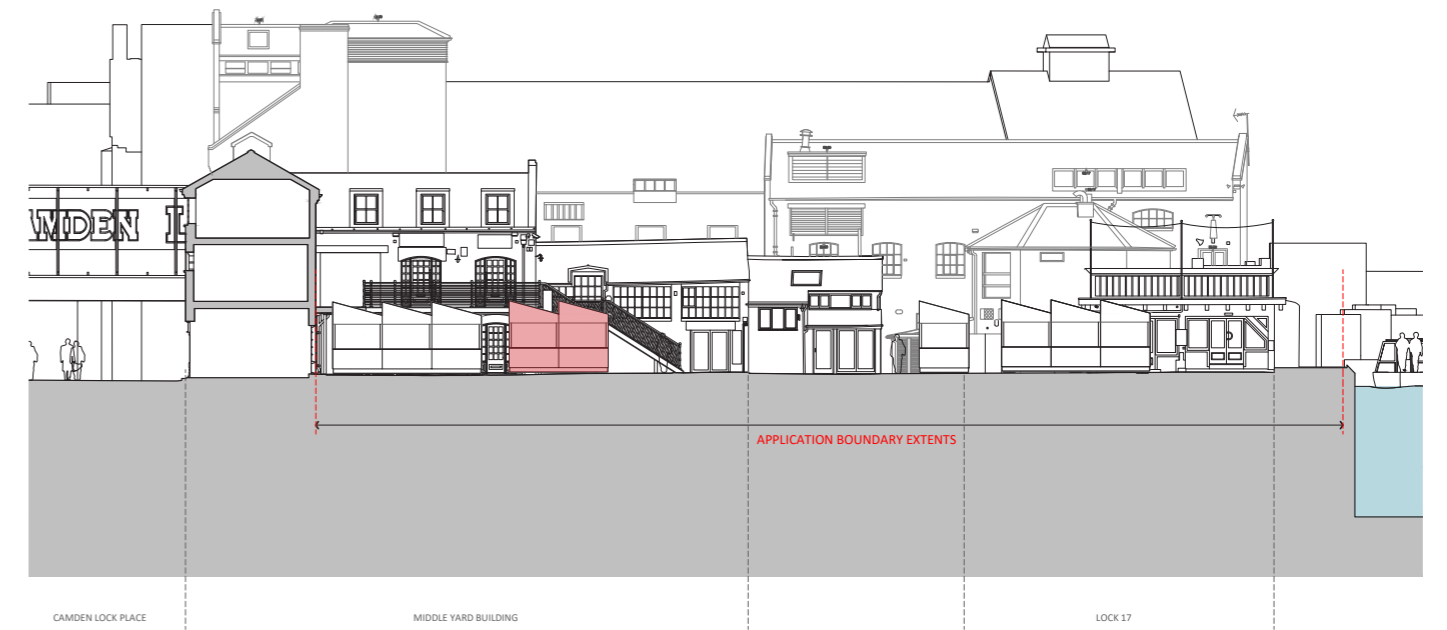 AMDEN L
APPLICATION BOUNDARY EXTENTS
CAMDEN LOCK PLACE
MIDDLE YARD BUILDING
LOCK 17